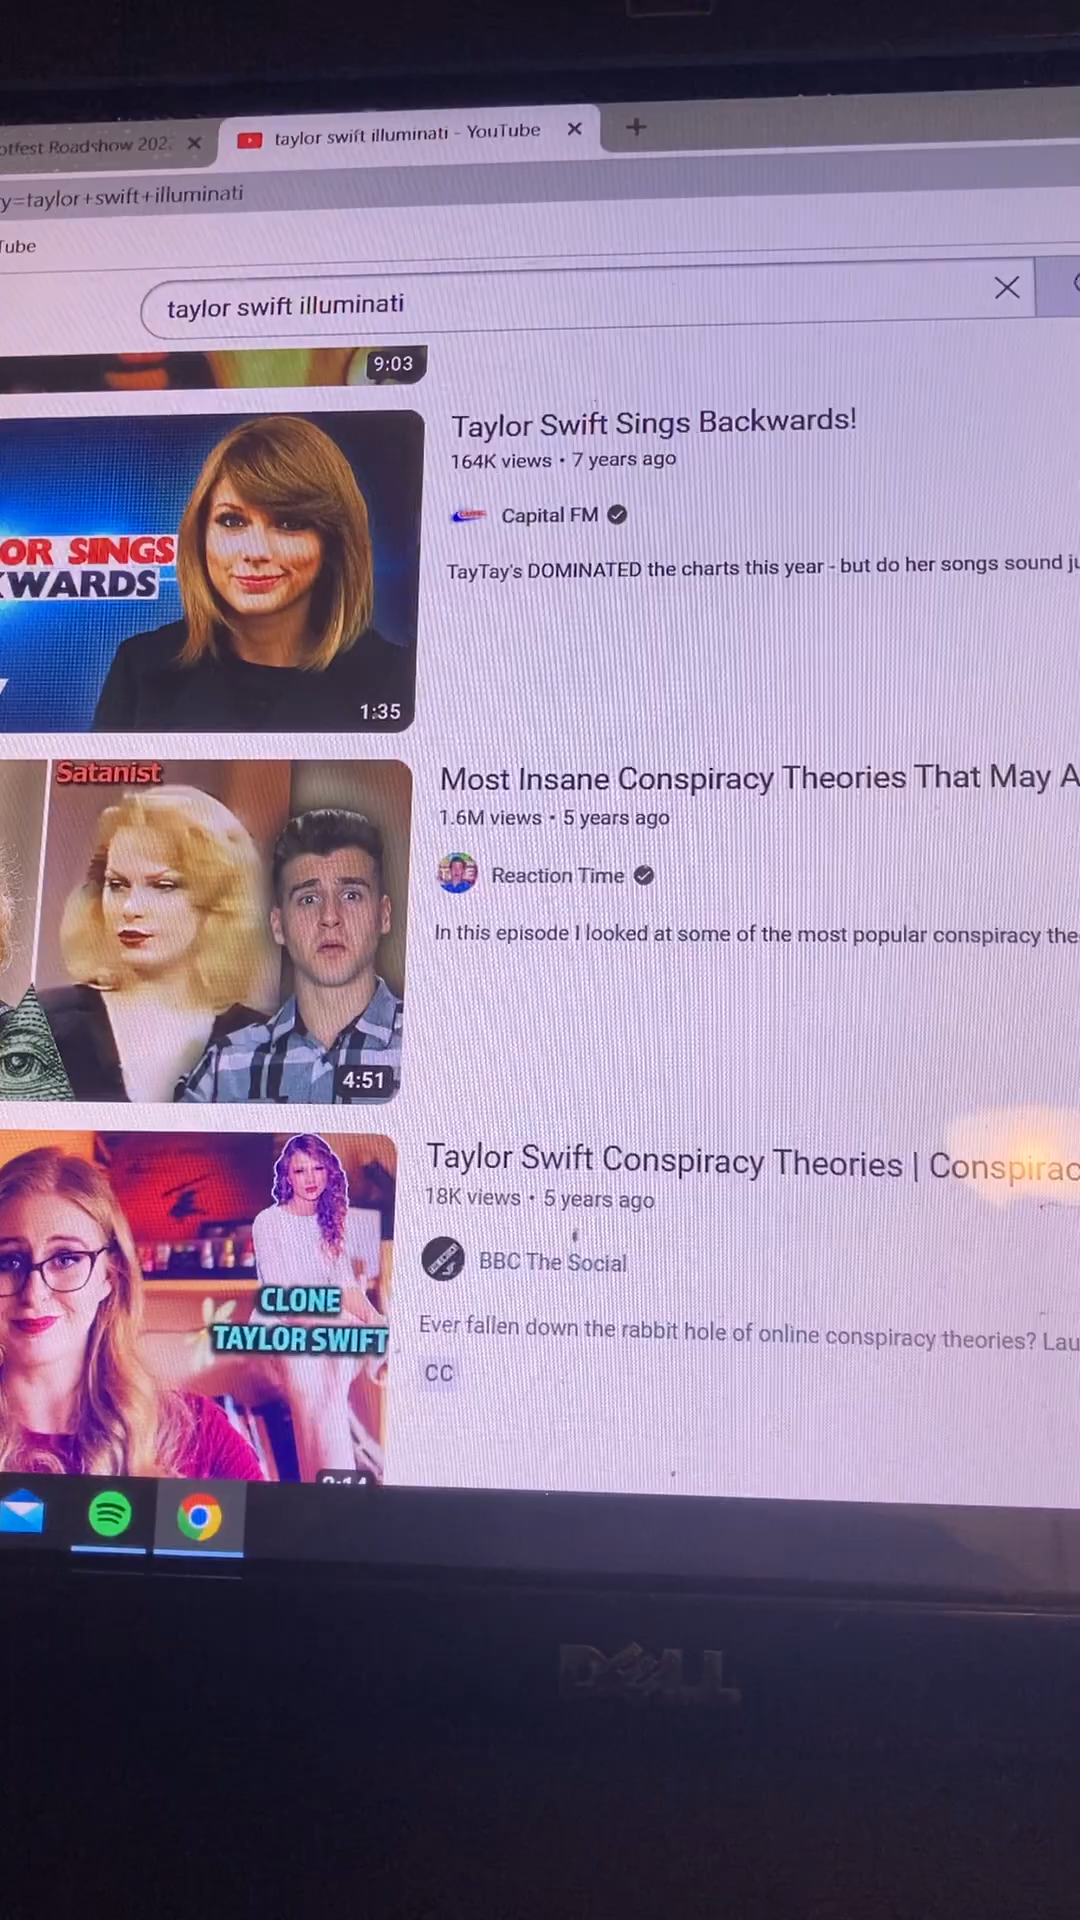 otfest Roadshow 202
taylor swift illuminati - YouTube
y=taylor+swift+illuminati
Tube
taylor swift illuminati
9:03
Taylor Swift Sings Backwards!
164K views • 7 years ago
Capital FM
TayTay's DOMINATED the charts this year - but do her songs sound ju
OR SINGS
WARDS
1:35
Satanist
Most Insane Conspiracy Theories That May A
1.6M views • 5 years ago
Reaction Time
In this episode I looked at some of the most popular conspiracy the
4:51
Taylor Swift Conspiracy Theories | Conspirac
18K views • 5 years ago
BBC The Social
CLONE
TAYLOR SWIFT
Ever fallen down the rabbit hole of online conspiracy theories? Lau
CC
DELL